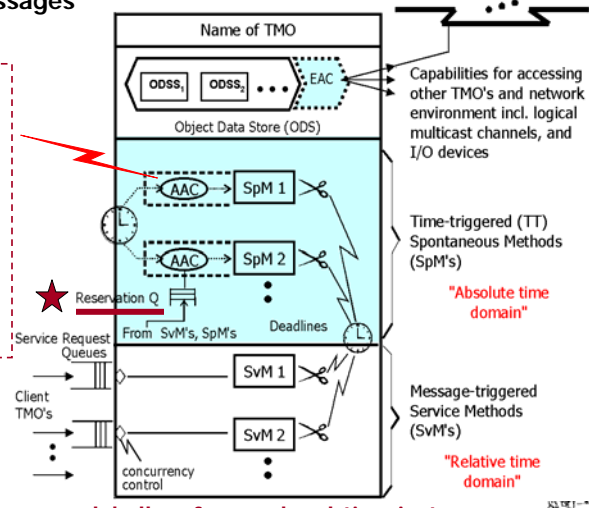 ssages
Name of TMO
ODSS1
ODSS2
• • •
EAC
Object Data Store (ODS)
Capabilities for accessing
other TMO's and network
environment incl. logical
multicast channels, and
I/O devices
AAC
SpM 1
AAC
SpM 2
Reservation Q
From SvM's, SpM's
Deadlines
Time-triggered (TT)
Spontaneous Methods
(SpM's)
"Absolute time
domain"
Service Request
Queues
Client
TMO's
SvM 1
SvM 2
concurrency
control
Message-triggered
Service Methods
(SvM's)
"Relative time
domain"